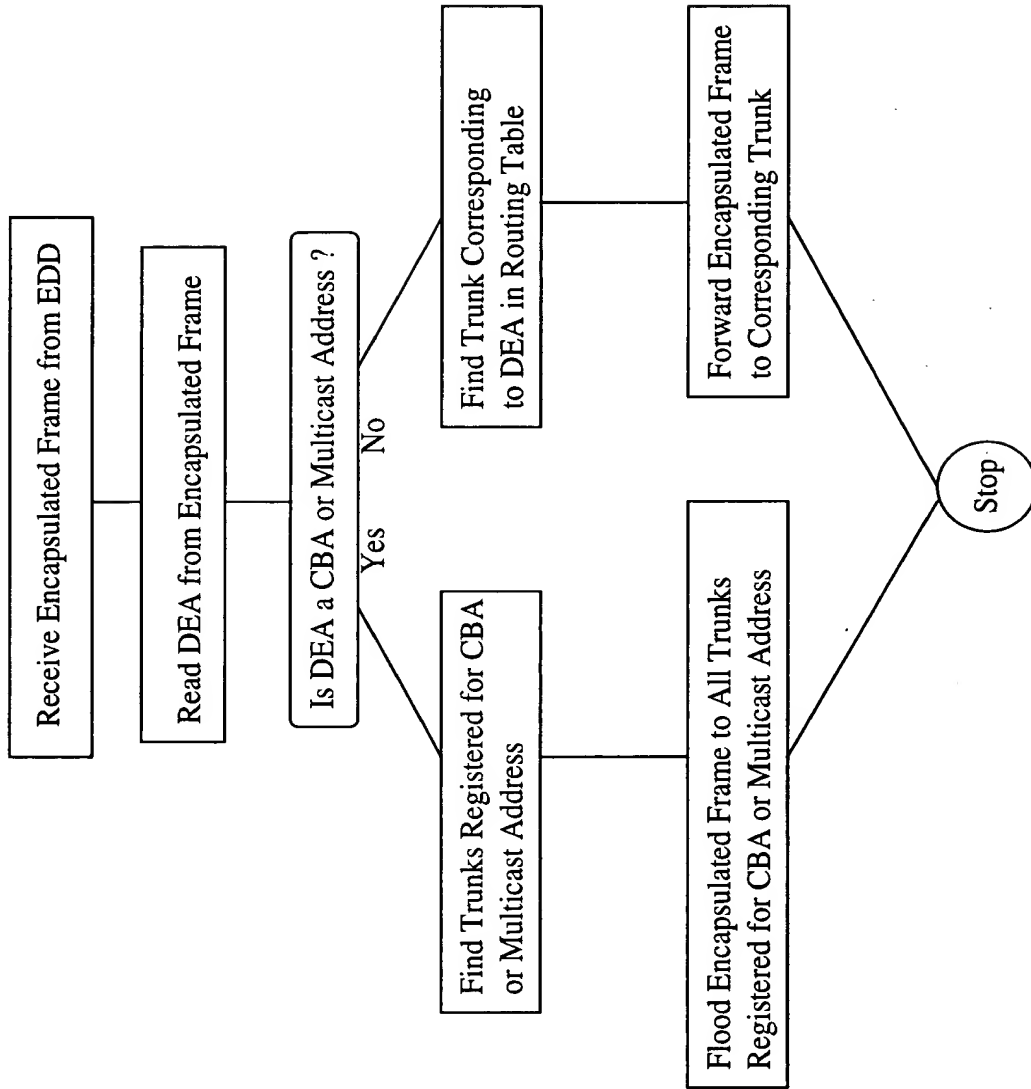 Receive Encapsulated Frame from EDD
Read DEA from Encapsulated Frame
Is DEA a CBA or Multicast Address ?
Yes
No
Find Trunks Registered for CBA
or Multicast Address
Find Trunk Corresponding
to DEA in Routing Table
Flood Encapsulated Frame to All Trunks
Registered for CBA or Multicast Address
Forward Encapsulated Frame
to Corresponding Trunk
Stop